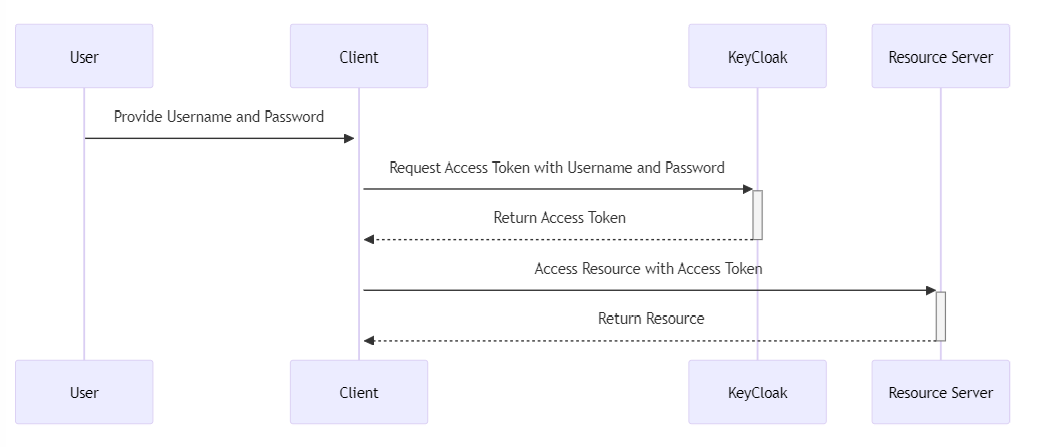 User
Client
KeyCloak
Resource Server
Provide Username and Password
Request Access Token with Username and Password
Return Access Token
Access Resource with Access Token
Return Resource
User
Client
KeyCloak
Resource Server